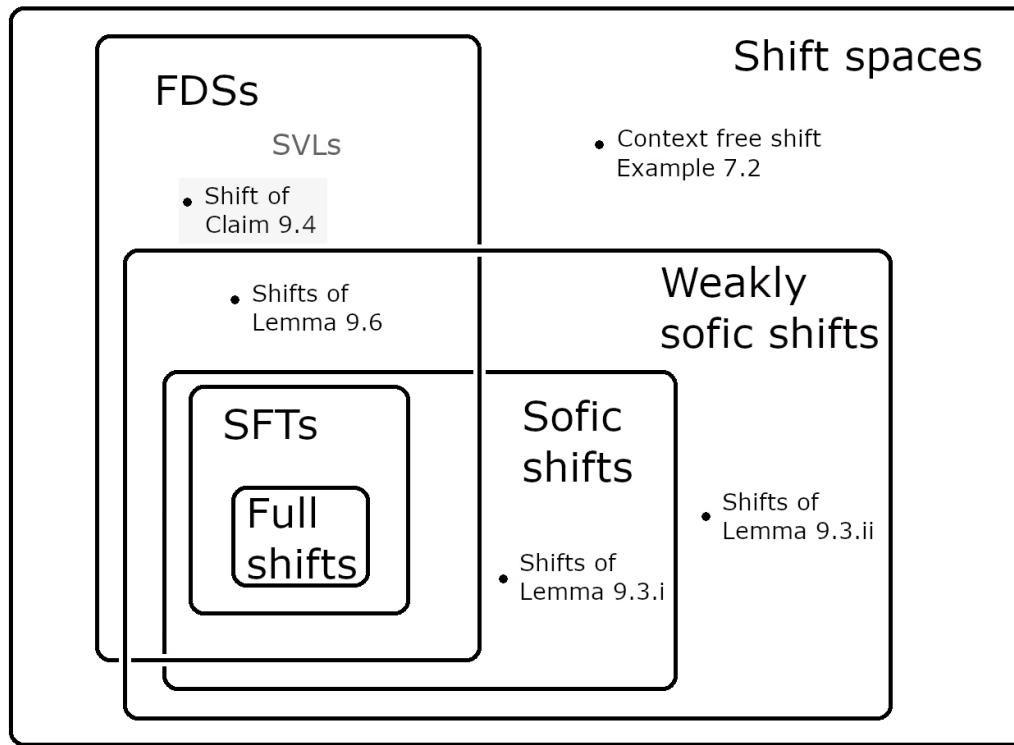 Shift spaces
FDSs
SVLs
Context free shift
Example 7.2
Shift of
Claim 9.4
Weakly
sofic shifts
Shifts of
Lemma 9.6
SFTs
Sofic
shifts
Full
shifts
Shifts of
Lemma 9.3.ii
Shifts of
Lemma 9.3.i